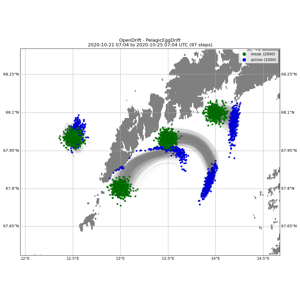 OpenDrift - PelagicEggDrift
2020-10-21 07:04 to 2020-10-25 07:04 UTC (97 steps)
initial (2000)
active (2000)
68.25°N
68.1°N
67.95°N
67.8°N
67.65°N
12°E 12.5°E 13°E 13.5°E 14°E 14.5°E